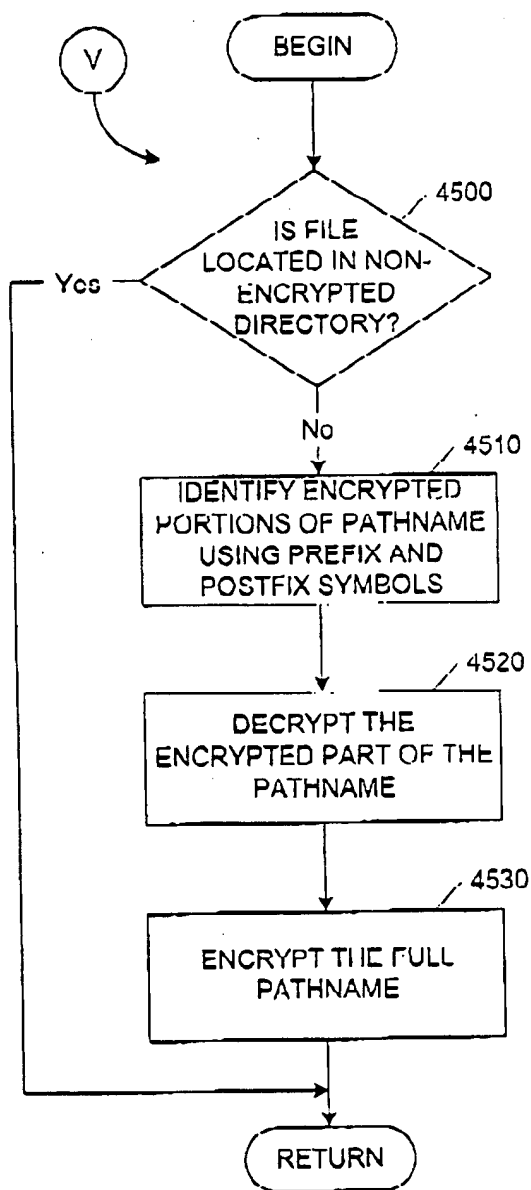 V
BEGIN
4500
IS FILE
LOCATED IN NON-
ENCRYPTED
DIRECTORY?
Yes
No
4510
IDENTIFY ENCRYPTED
PORTIONS OF PATHNAME
USING PREFIX AND
POSTFIX SYMBOLS
4520
DECRYPT THE
ENCRYPTED PART OF THE
PATHNAME
4530
ENCRYPT THE FULL
PATHNAME
RETURN